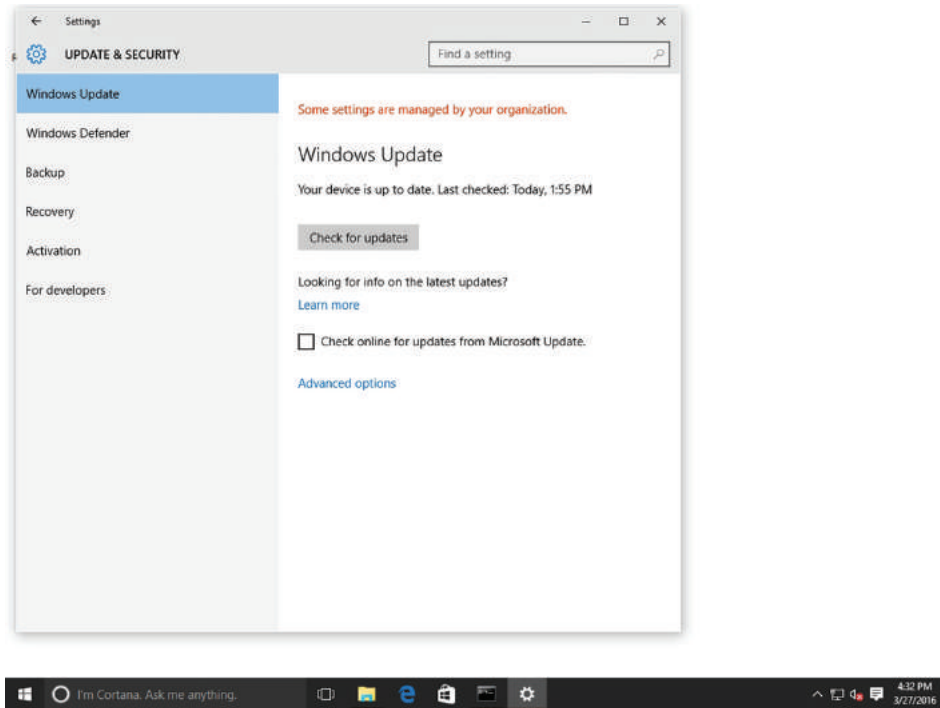 Settings
UPDATE & SECURITY
Find a setting
Windows Update
Windows Defender
Backup
Recovery
Activation
For developers
Some settings are managed by your organization.
Windows Update
Your device is up to date. Last checked: Today, 1:55 PM
Check for updates
Looking for info on the latest updates?
Learn more
Check online for updates from Microsoft Update.
Advanced options
I'm Cortana. Ask me anything.
4:32 PM
3/27/2016